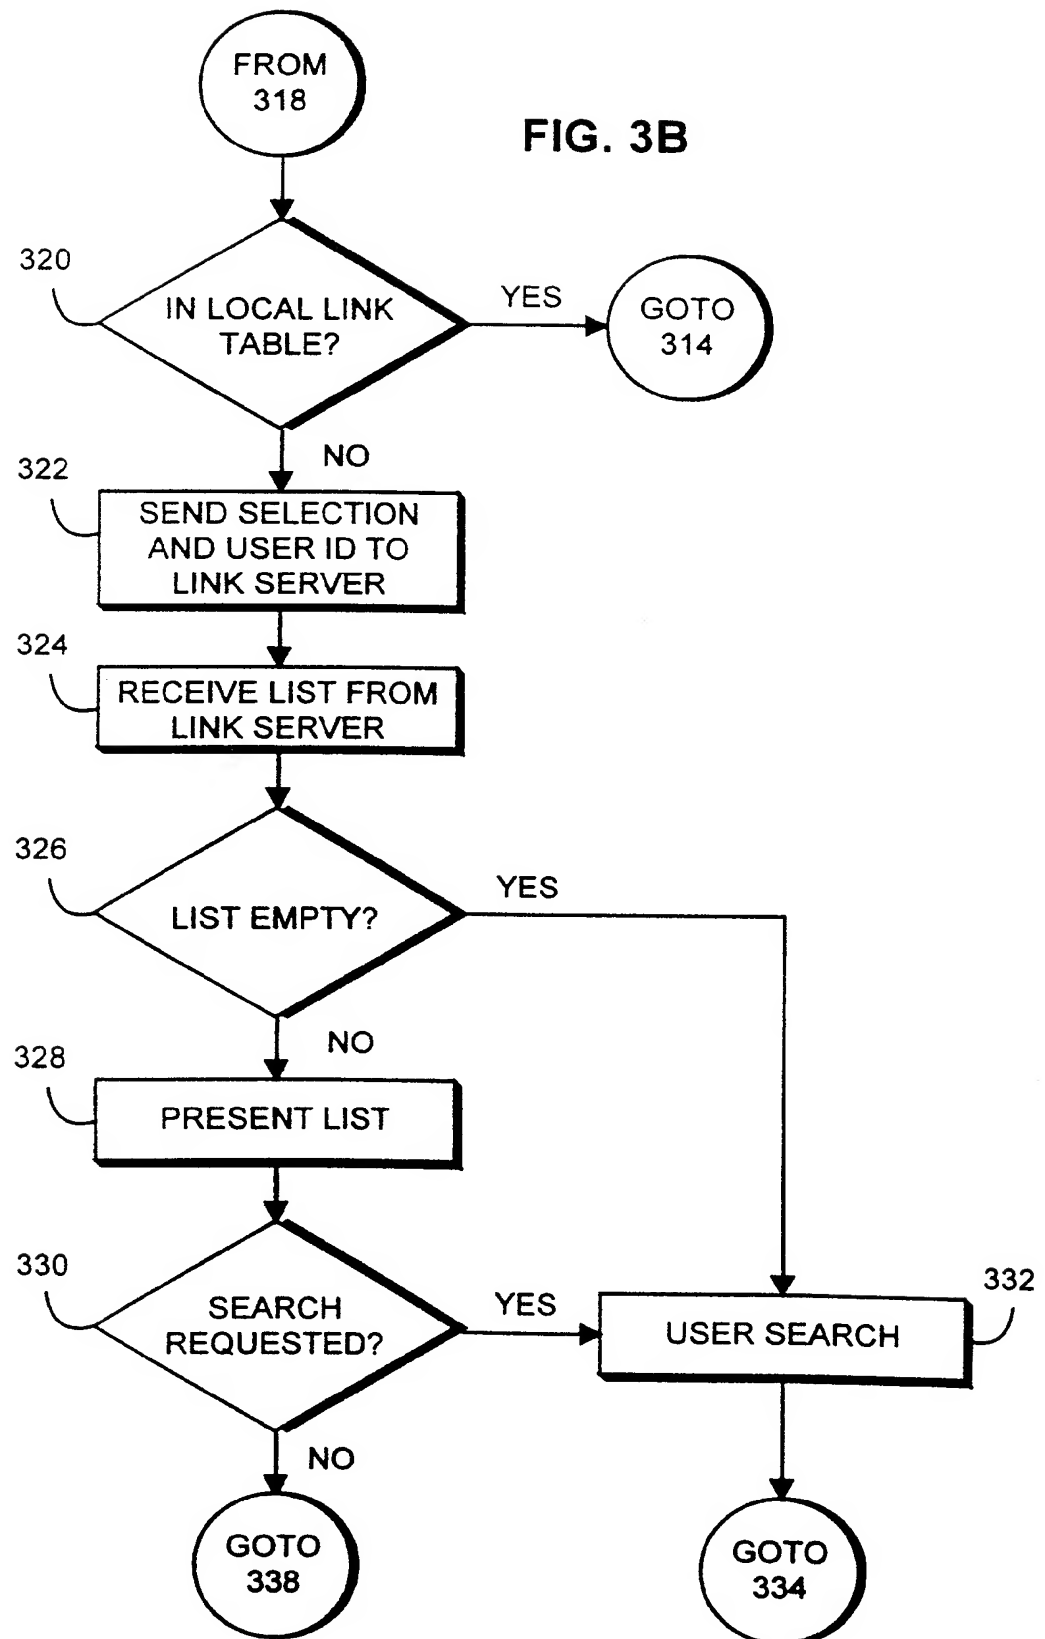 FROM
318
FIG. 3B
320
IN LOCAL LINK
TABLE?
YES
GOTO
314
NO
322
SEND SELECTION
AND USER ID TO
LINK SERVER
324
RECEIVE LIST FROM
LINK SERVER
326
LIST EMPTY?
YES
NO
328
PRESENT LIST
330
SEARCH
REQUESTED?
YES
332
USER SEARCH
NO
GOTO
338
GOTO
334